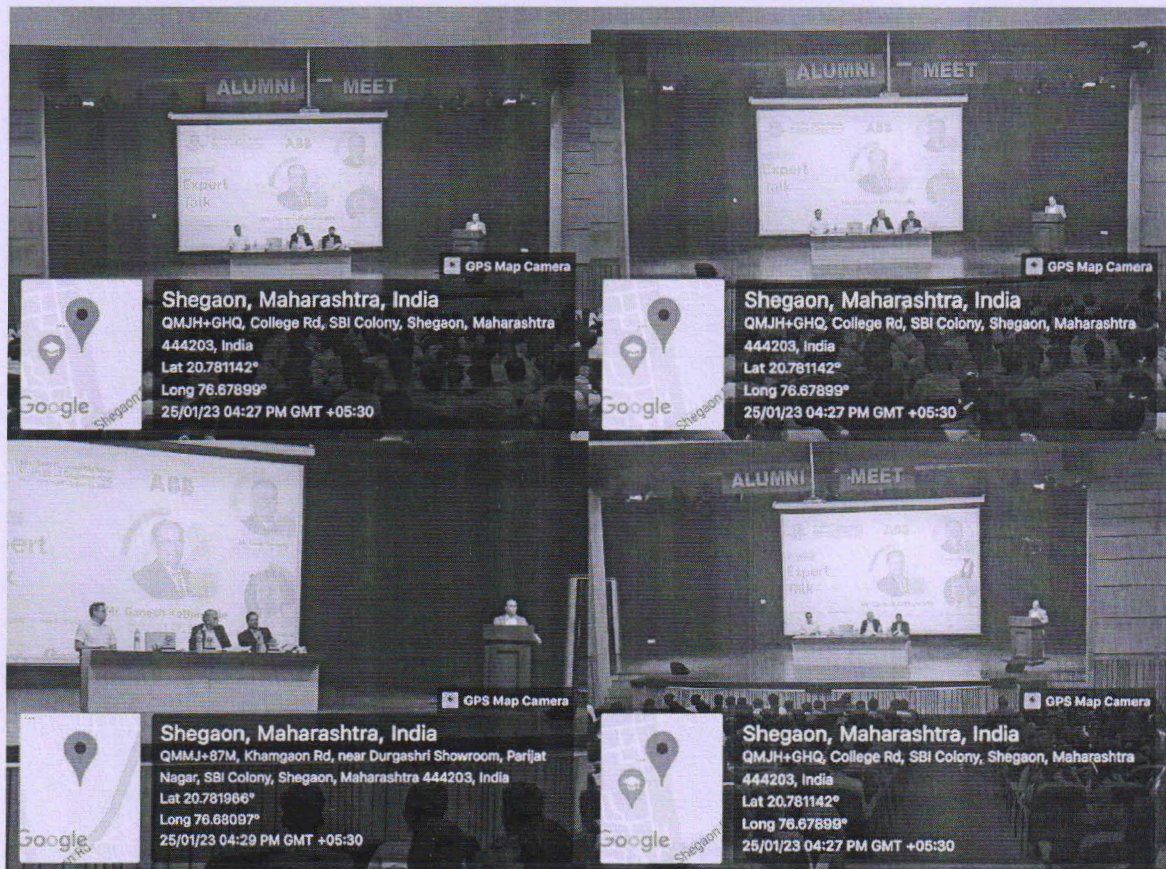 ALUMNI MEET
ABB
Expert
Talk
GPS Map Camera
Shegaon, Maharashtra, India
QMJH+GHQ, College Rd, SBI Colony, Shegaon, Maharashtra
444203, India
Lat 20.781142°
Long 76.67899°
25/01/23 04:27 PM GMT +05:30
Google
Shegaon
ALUMNI MEET
ABB
Expert
Talk
GPS Map Camera
Shegaon, Maharashtra, India
QMJH+GHQ, College Rd, SBI Colony, Shegaon, Maharashtra
444203, India
Lat 20.781142°
Long 76.67899°
25/01/23 04:27 PM GMT +05:30
Google
Shegaon
ABB
pert
Mr. Ganesh
GPS Map Camera
Shegaon, Maharashtra, India
QMMJ+87M, Khamgaon Rd, near Durgashri Showroom, Parijat
Nagar, SBI Colony, Shegaon, Maharashtra 444203, India
Lat 20.781966°
Long 76.68097°
25/01/23 04:29 PM GMT +05:30
Google
n Rd
ALUMNI MEET
ABB
Expert
Talk
GPS Map Camera
Shegaon, Maharashtra, India
QMJH+GHQ, College Rd, SBI Colony, Shegaon, Maharashtra
444203, India
Lat 20.781142°
Long 76.67899°
25/01/23 04:27 PM GMT +05:30
Google
Shegaon